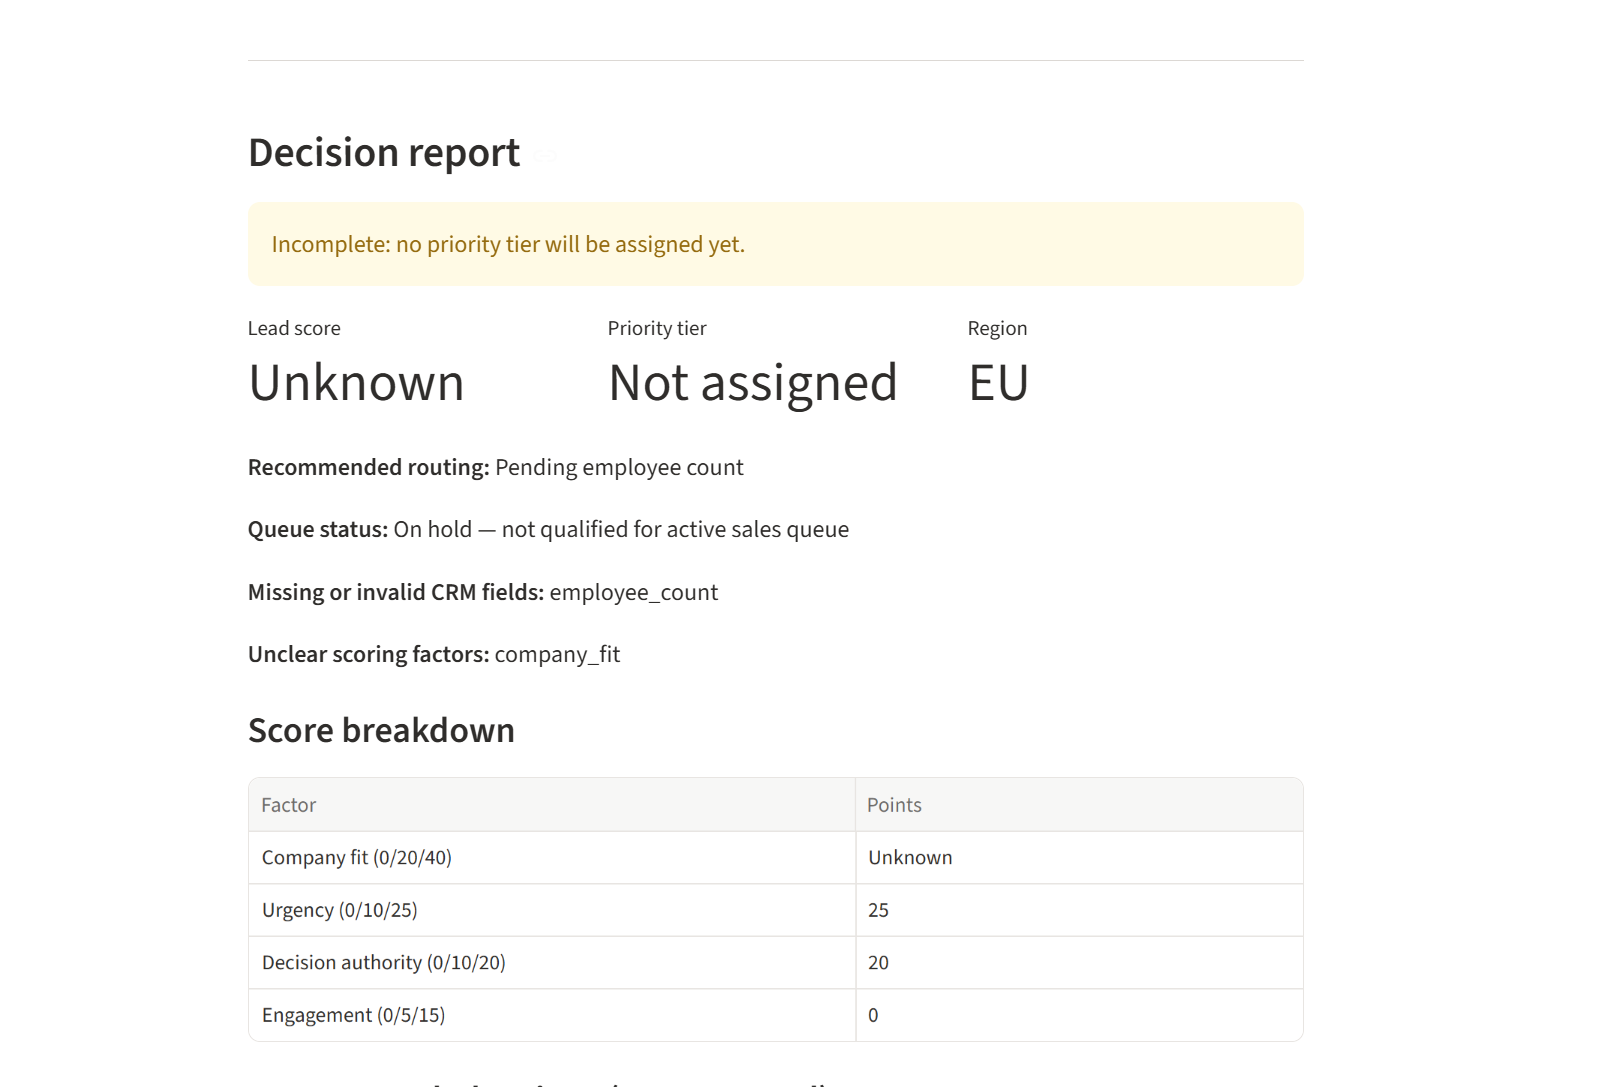 Decision report
Incomplete: no priority tier will be assigned yet.
Lead score
Priority tier
Region
Unknown
Not assigned
EU
Recommended routing: Pending employee count
Queue status: On hold — not qualified for active sales queue
Missing or invalid CRM fields: employee_count
Unclear scoring factors: company_fit
Score breakdown
Factor
Points
Company fit (0/20/40)
Unknown
Urgency (0/10/25)
25
Decision authority (0/10/20)
20
Engagement (0/5/15)
0